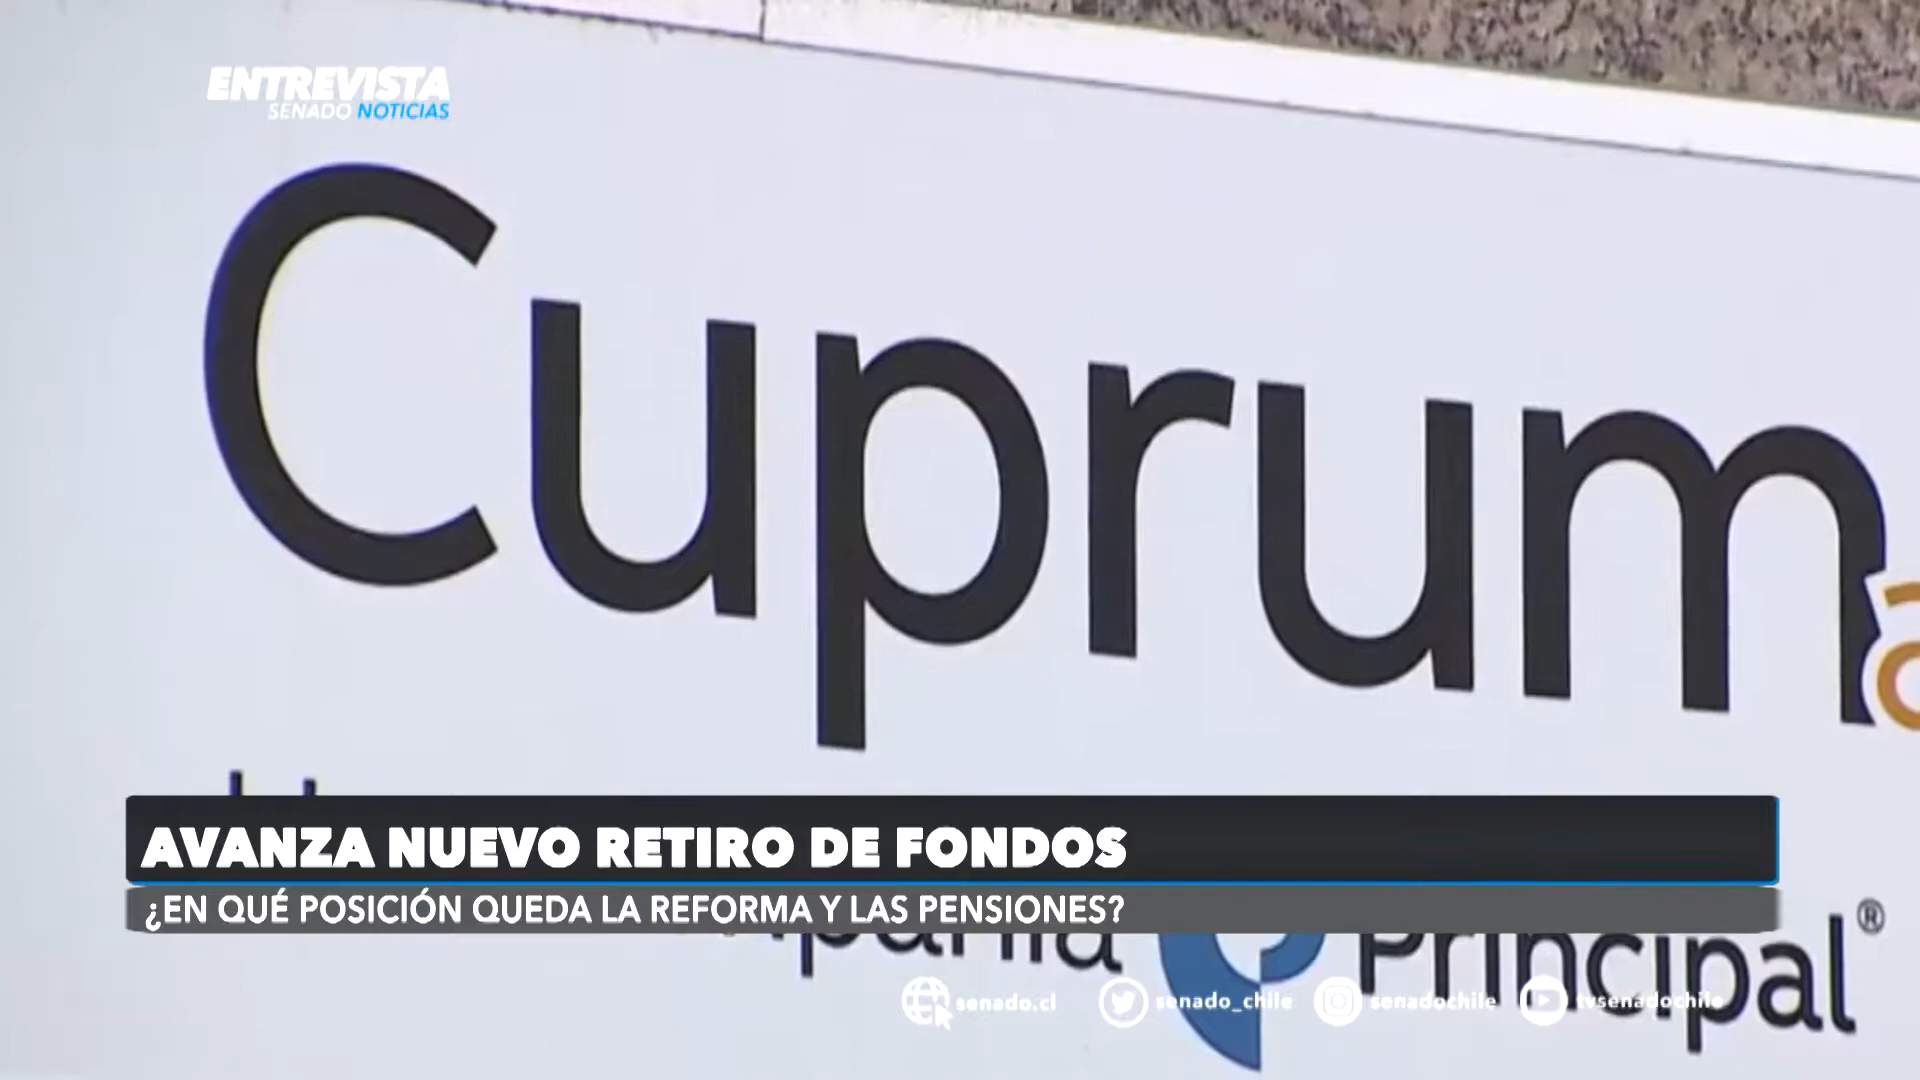 ENTREVISTA
SENADO NOTICIAS
Cuprum
AVANZA NUEVO RETIRO DE FONDOS
¿EN QUÉ POSICIÓN QUEDA LA REFORMA Y LAS PENSIONES?
Principal®
senado.cl senado_chile senadochile tvsenadochile